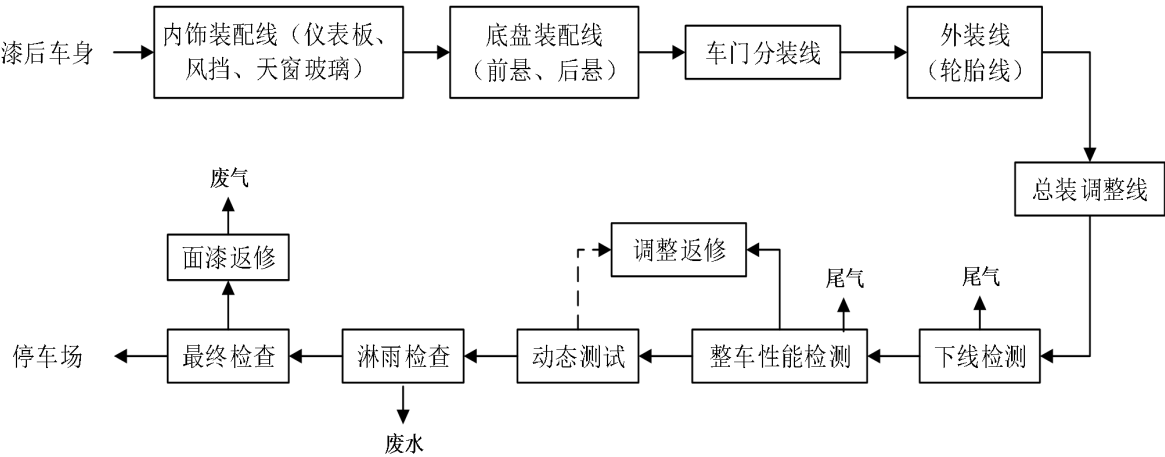 漆后车身
内饰装配线（仪表板、
风挡、天窗玻璃）
底盘装配线
（前悬、后悬）
车门分装线
外装线
（轮胎线）
总装调整线
废气
面漆返修
调整返修
尾气
尾气
停车场
最终检查
淋雨检查
动态测试
整车性能检测
下线检测
废水